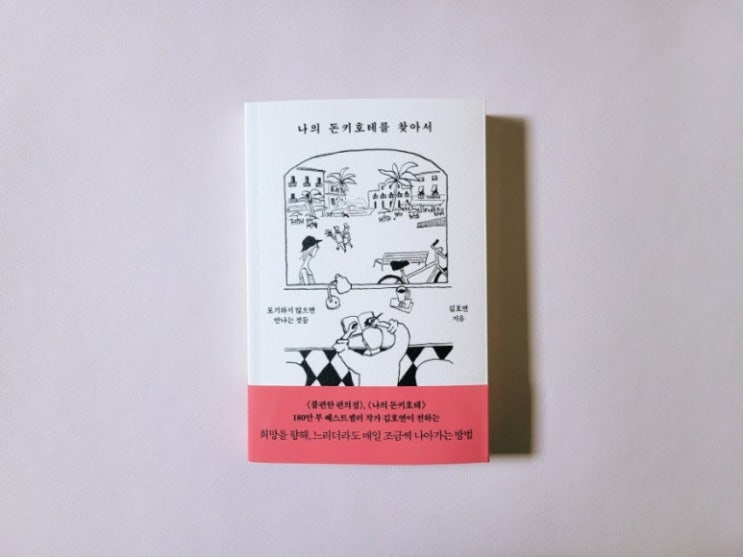 나의 돈키호테를 찾아서
포기하지 않으면
만나는 것들
김호연
지음
《불편한 편의점》, 《나의 돈키호테》
180만 부 베스트셀러 작가 김호연이 전하는
희망을 향해, 느리더라도 매일 조금씩 나아가는 방법